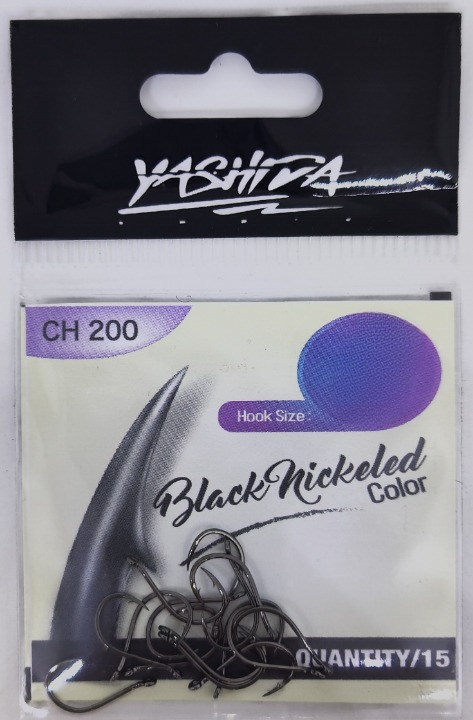 YASHIDA
CH 200
Hook Size :
Black Nickeled
Color
QUANTITY/15